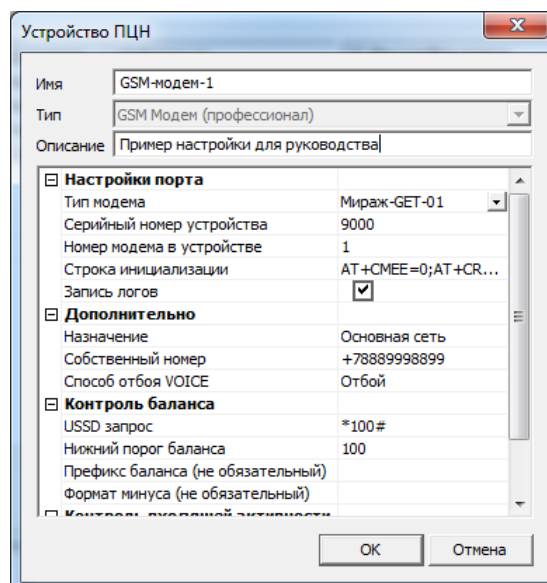 Устройство ПЦН
Имя GSM-модем-1
Тип GSM Модем (профессионал)
Описание Пример настройки для руководства
Настройки порта
Тип модема Мираж-GET-01
Серийный номер устройства 9000
Номер модема в устройстве 1
Строка инициализации AT+CMEE=0;AT+CR...
Запись логов
Дополнительно
Назначение Основная сеть
Собственный номер +78889998899
Способ отбоя VOICE Отбой
Контроль баланса
USSD запрос *100#
Нижний порог баланса 100
Префикс баланса (не обязательный)
Формат минуса (не обязательный)
Контроль входящей активности
OK Отмена